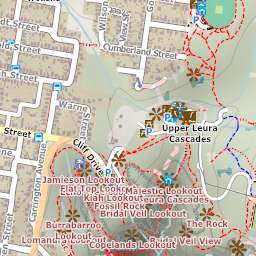 Cumberland Street
Street
Warne
Street
Street
Carrington Avenue
Cliff Drive
Upper Leura
Cascades
Jamieson Lookout
Flat Top Lookout
Majestic Lookout
Kiah Lookout
Leura Cascades
Fossil Rock
Bridal Veil Lookout
The Rock
Burrabarroo
Lookout
Lomandra Lookout
Copelands Lookout
Bridal Veil View